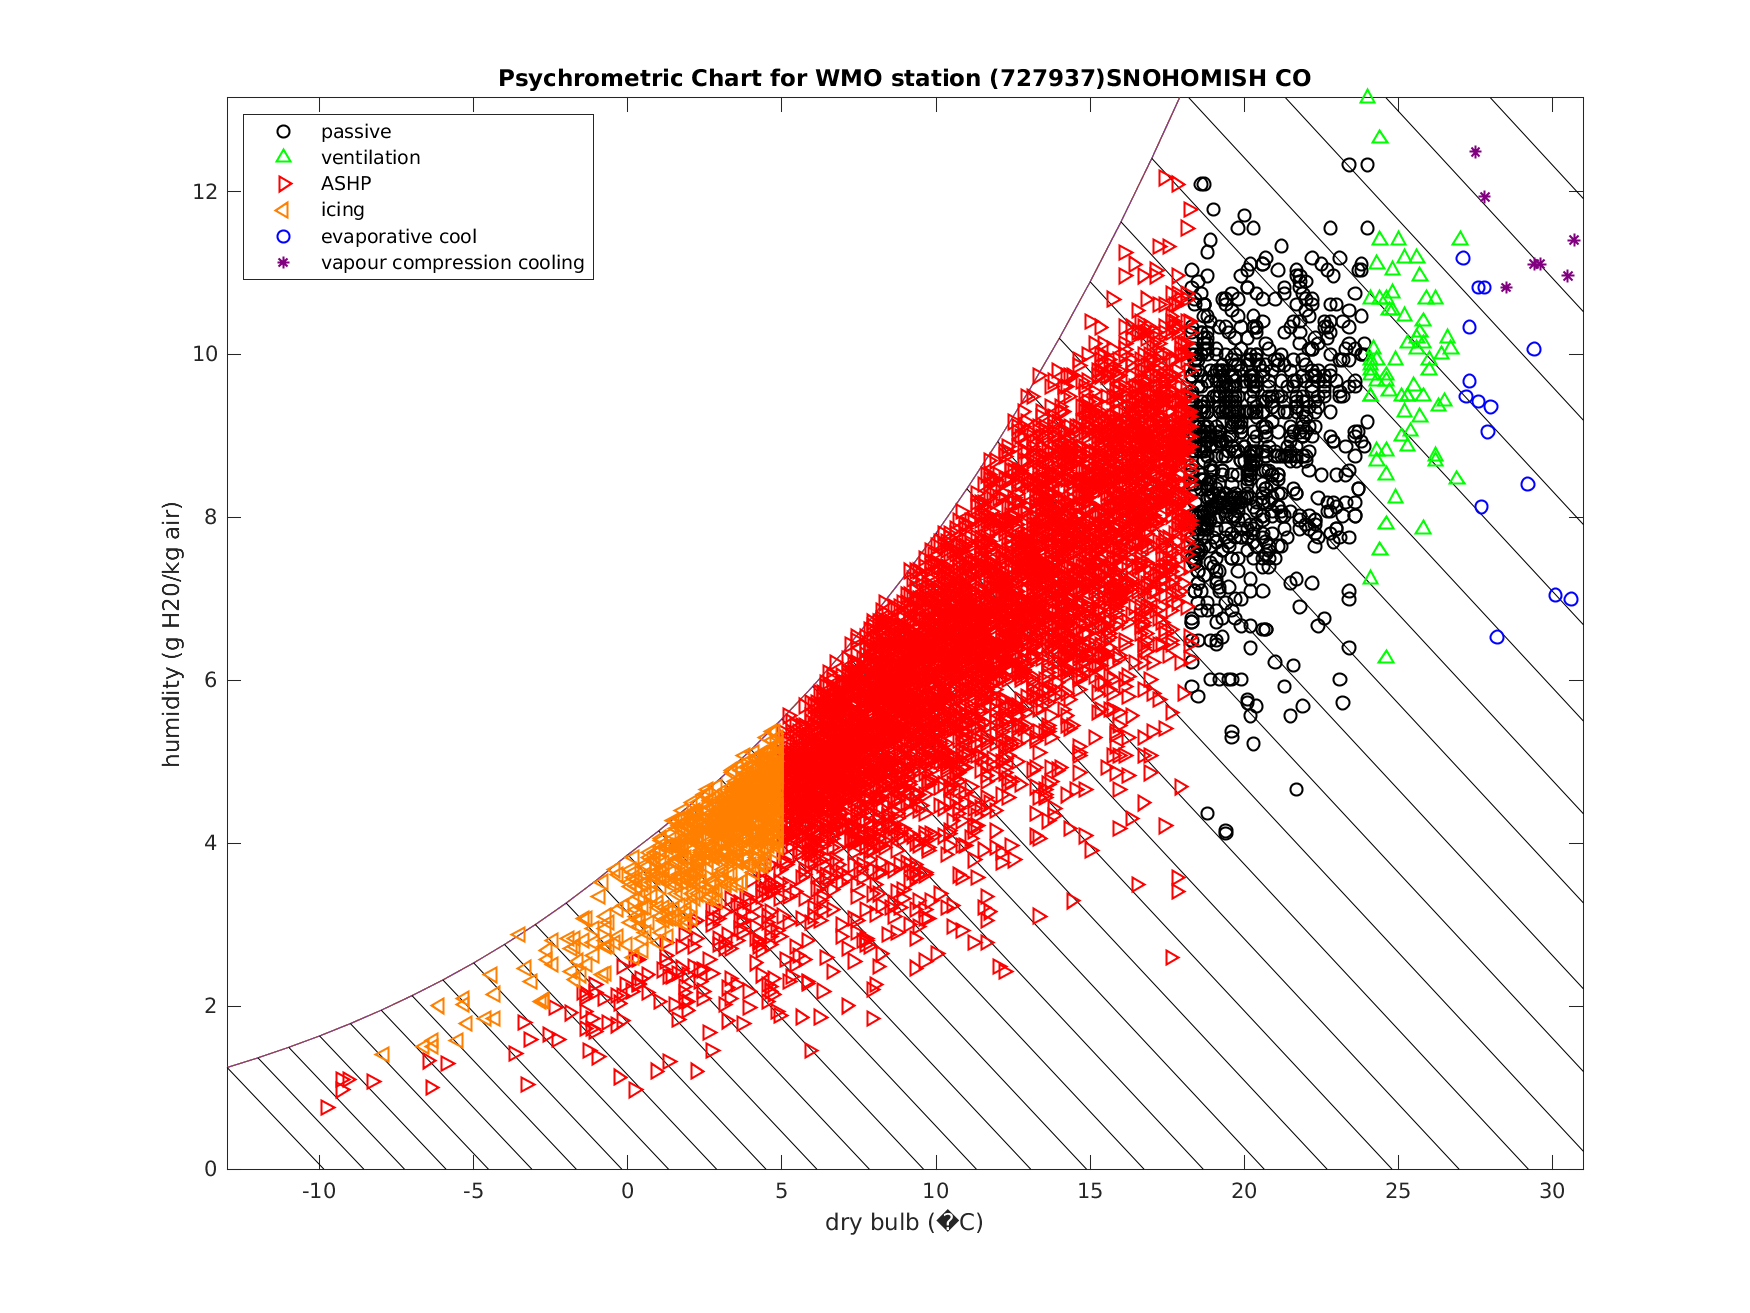 Psychrometric Chart for WMO station (727937)SNOHOMISH CO
passive
ventilation
ASHP
icing
evaporative cool
vapour compression cooling
humidity (g H20/kg air)
12
10
8
6
4
2
0
-10 -5 0 5 10 15 20 25 30
dry bulb (�C)